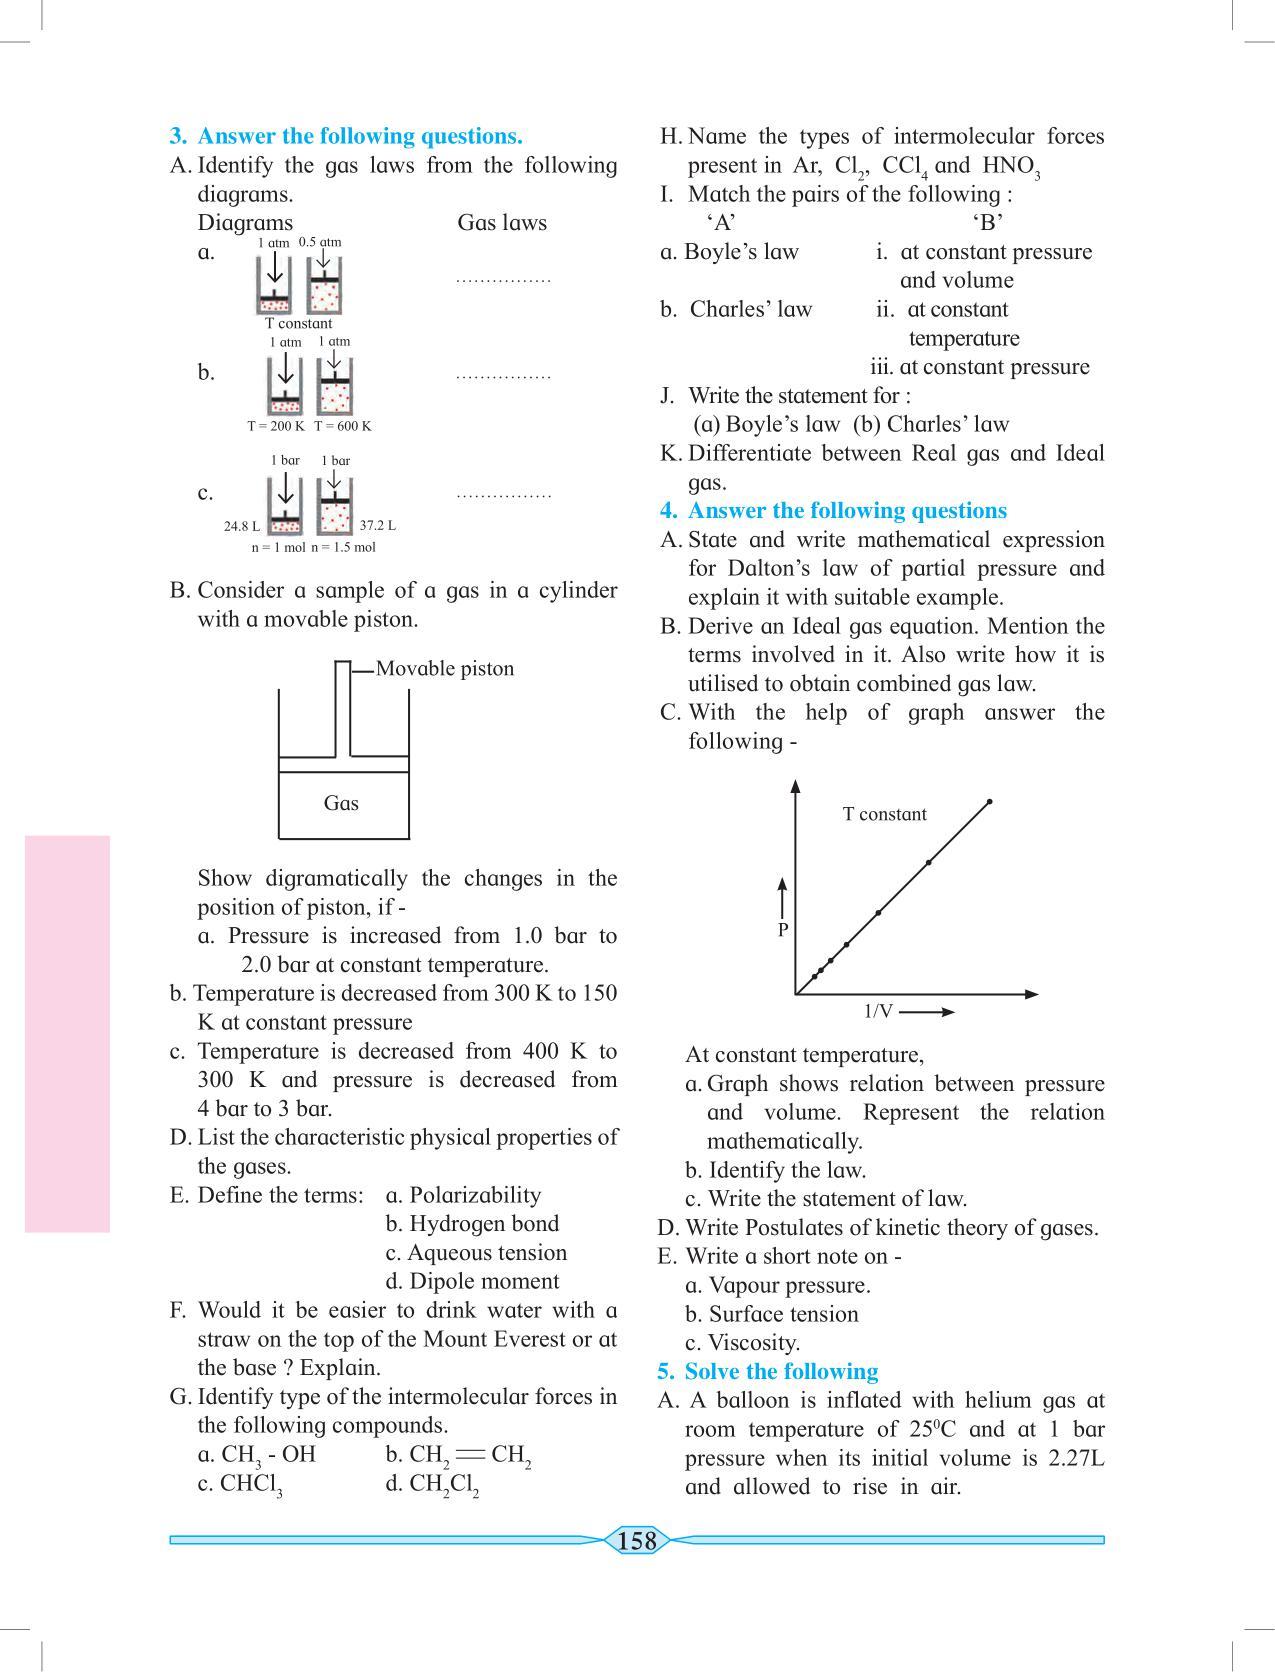 3. Answer the following questions.
A. Identify the gas laws from the following
diagrams.
Diagrams Gas laws
a.
1 atm 0.5 atm
................
T constant
1 atm 1 atm
b.
................
T = 200 K T = 600 K
1 bar 1 bar
c.
................
24.8 L 37.2 L
n = 1 mol n = 1.5 mol
B. Consider a sample of a gas in a cylinder
with a movable piston.
Movable piston
Gas
Show digramatically the changes in the
position of piston, if -
a. Pressure is increased from 1.0 bar to
2.0 bar at constant temperature.
b. Temperature is decreased from 300 K to 150
K at constant pressure
c. Temperature is decreased from 400 K to
300 K and pressure is decreased from
4 bar to 3 bar.
D. List the characteristic physical properties of
the gases.
E. Define the terms: a. Polarizability
b. Hydrogen bond
c. Aqueous tension
d. Dipole moment
F. Would it be easier to drink water with a
straw on the top of the Mount Everest or at
the base ? Explain.
G. Identify type of the intermolecular forces in
the following compounds.
a. CH₃ - OH b. CH₂ ═ CH₂
c. CHCl₃ d. CH₂Cl₂
H. Name the types of intermolecular forces
present in Ar, Cl₂, CCl₄ and HNO₃
I. Match the pairs of the following :
‘A’ ‘B’
a. Boyle’s law i. at constant pressure
and volume
b. Charles’ law ii. at constant
temperature
iii. at constant pressure
J. Write the statement for :
(a) Boyle’s law (b) Charles’ law
K. Differentiate between Real gas and Ideal
gas.
4. Answer the following questions
A. State and write mathematical expression
for Dalton’s law of partial pressure and
explain it with suitable example.
B. Derive an Ideal gas equation. Mention the
terms involved in it. Also write how it is
utilised to obtain combined gas law.
C. With the help of graph answer the
following -
T constant
P
1/V
At constant temperature,
a. Graph shows relation between pressure
and volume. Represent the relation
mathematically.
b. Identify the law.
c. Write the statement of law.
D. Write Postulates of kinetic theory of gases.
E. Write a short note on -
a. Vapour pressure.
b. Surface tension
c. Viscosity.
5. Solve the following
A. A balloon is inflated with helium gas at
room temperature of 25⁰C and at 1 bar
pressure when its initial volume is 2.27L
and allowed to rise in air.
158